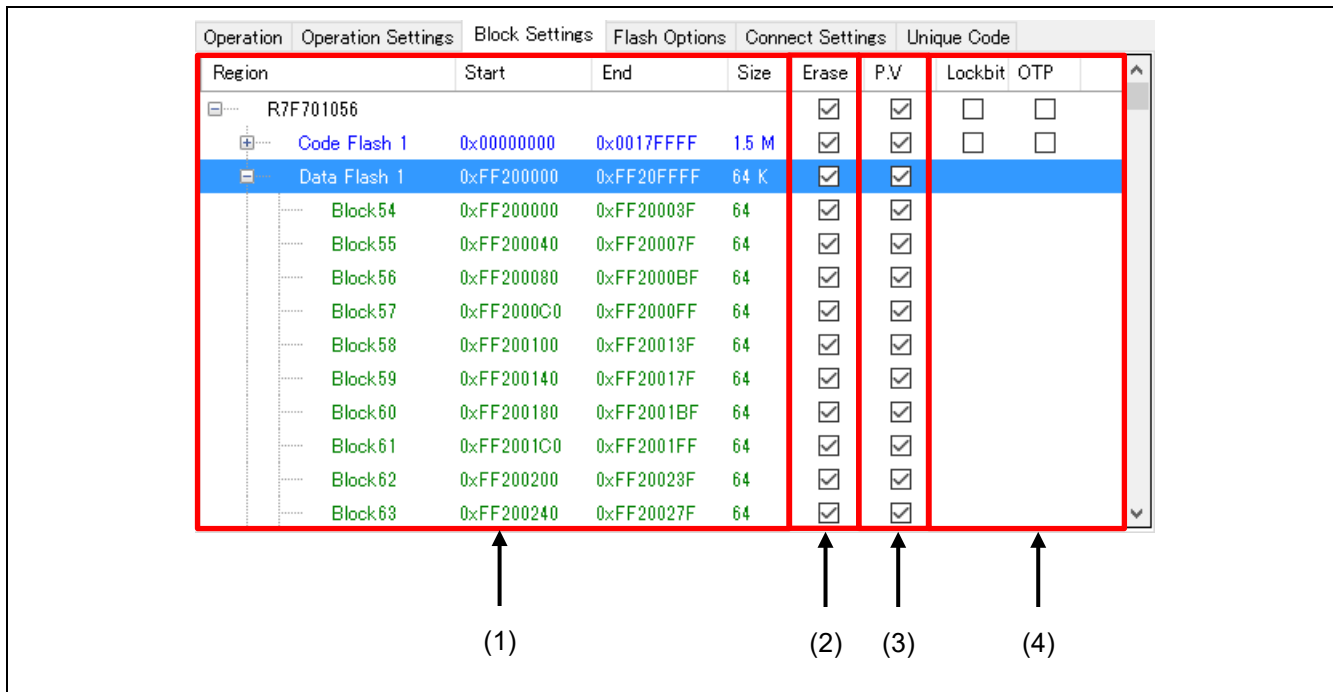 Operation Operation Settings Block Settings Flash Options Connect Settings Unique Code
Region Start End Size Erase P.V Lockbit OTP
R7F701056
Code Flash 1 0x00000000 0x0017FFFF 1.5 M
Data Flash 1 0xFF200000 0xFF20FFFF 64 K
Block54 0xFF200000 0xFF20003F 64
Block55 0xFF200040 0xFF20007F 64
Block56 0xFF200080 0xFF2000BF 64
Block57 0xFF2000C0 0xFF2000FF 64
Block58 0xFF200100 0xFF20013F 64
Block59 0xFF200140 0xFF20017F 64
Block60 0xFF200180 0xFF2001BF 64
Block61 0xFF2001C0 0xFF2001FF 64
Block62 0xFF200200 0xFF20023F 64
Block63 0xFF200240 0xFF20027F 64
(1) (2) (3) (4)